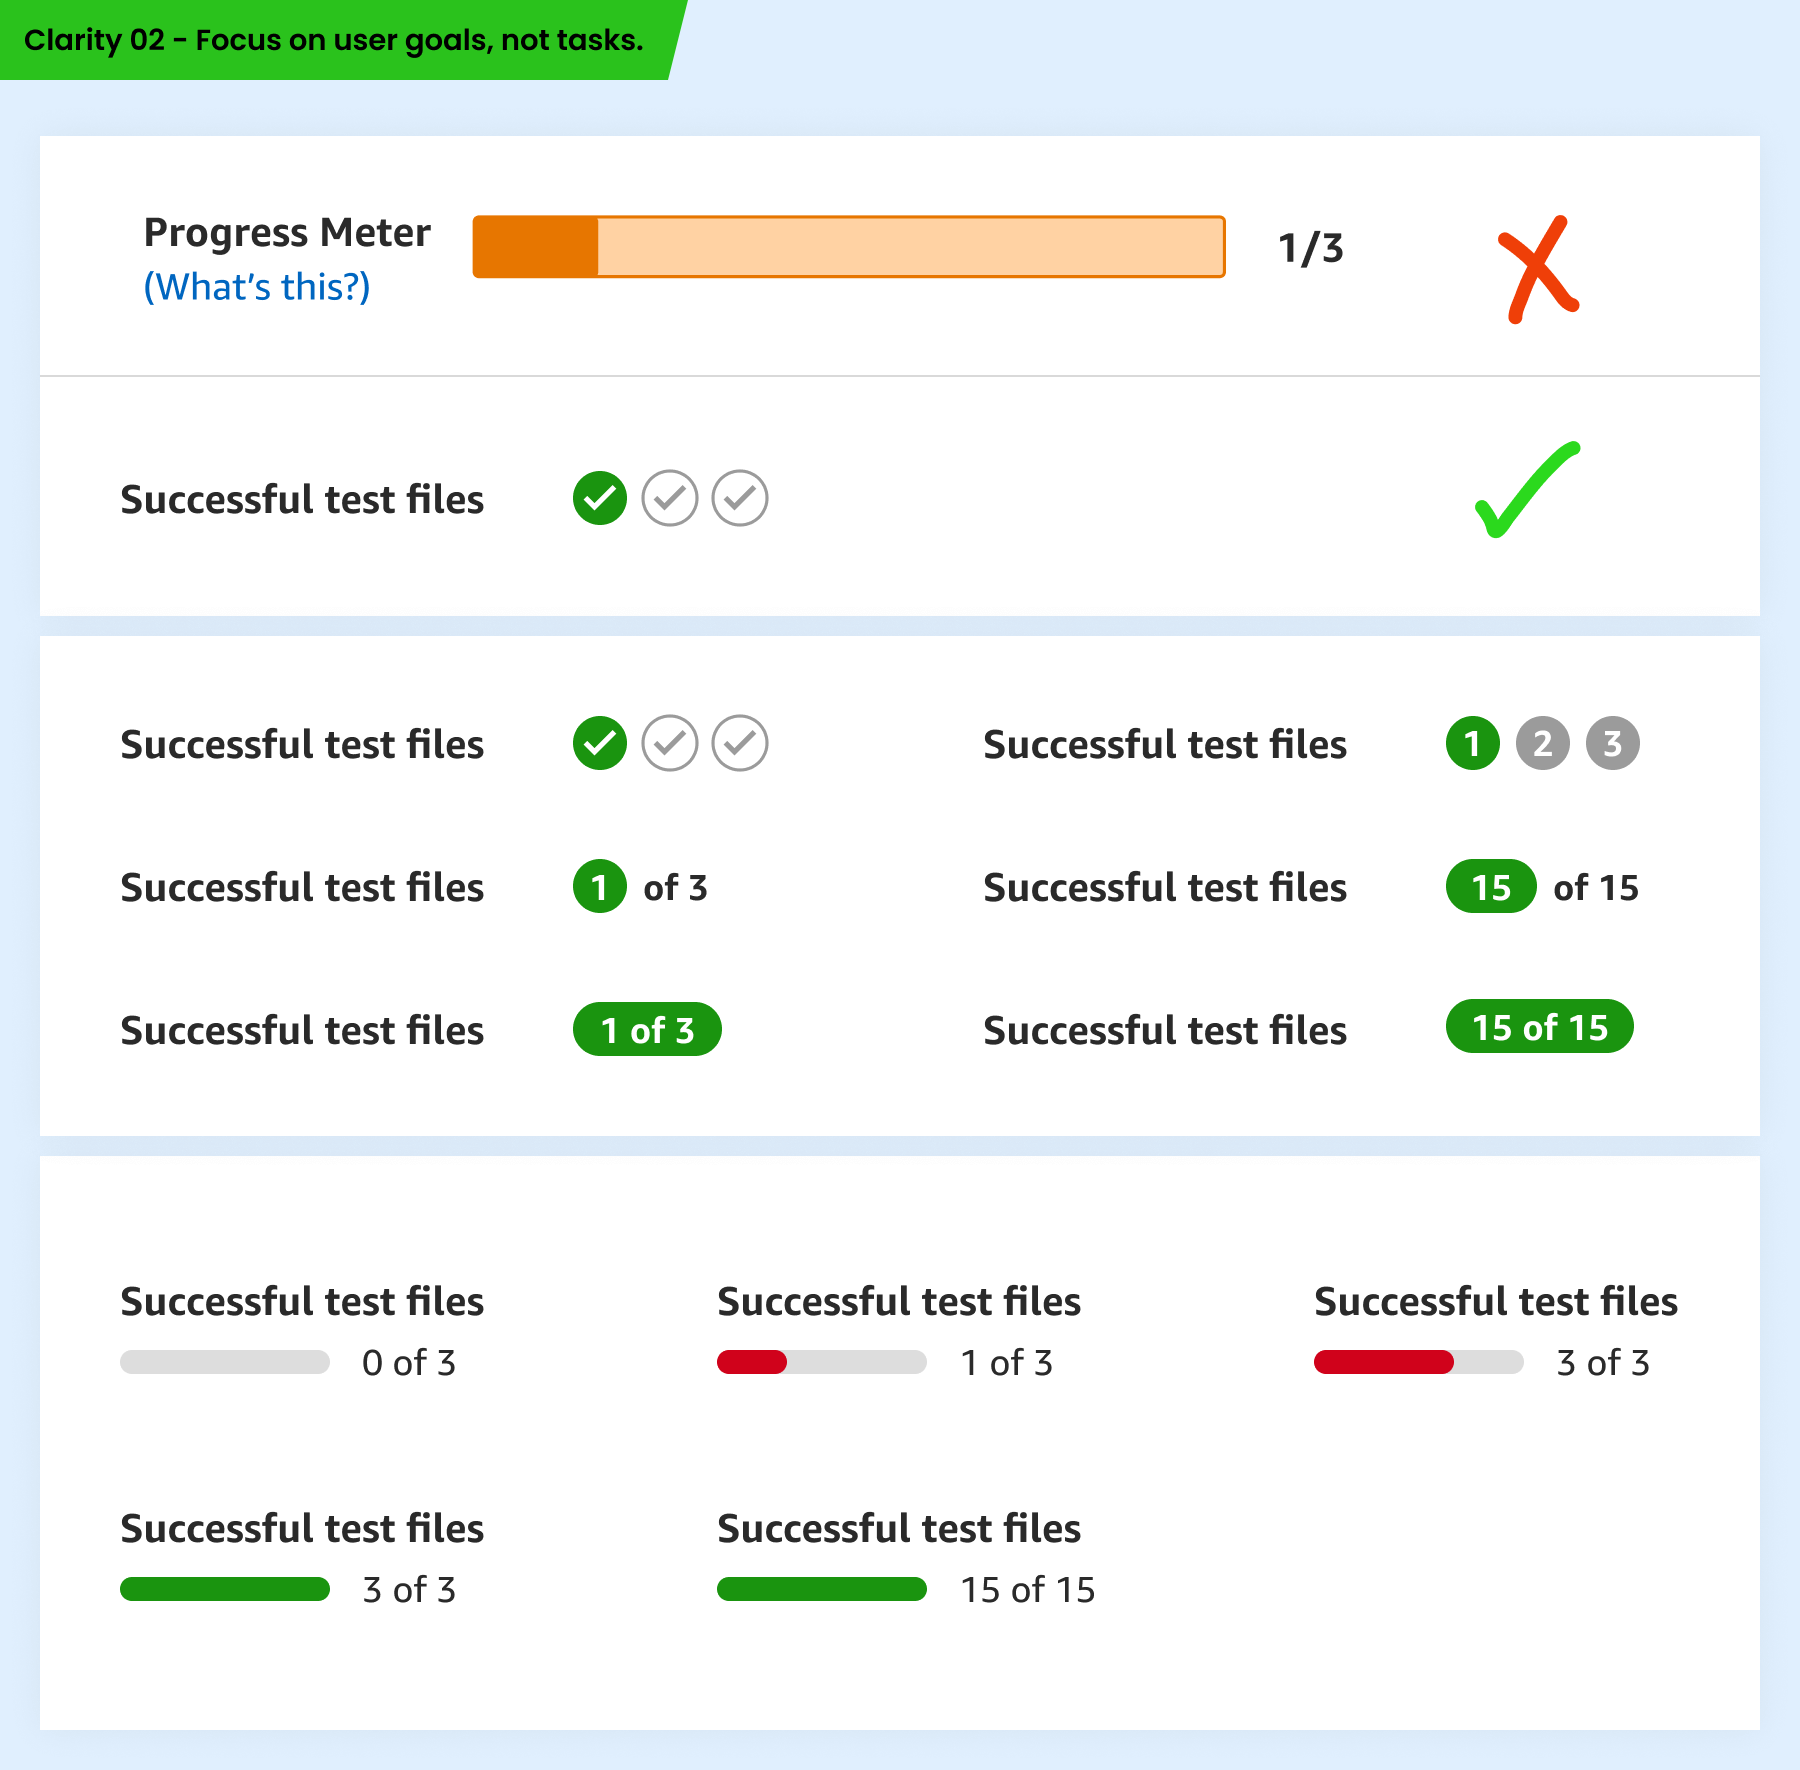 Clarity 02 - Focus on user goals, not tasks.
Progress Meter
(What's this?)
1/3
Successful test files
Successful test files
Successful test files 1 2 3
Successful test files 1 of 3
Successful test files 15 of 15
Successful test files 1 of 3
Successful test files 15 of 15
Successful test files
0 of 3
Successful test files
1 of 3
Successful test files
3 of 3
Successful test files
3 of 3
Successful test files
15 of 15